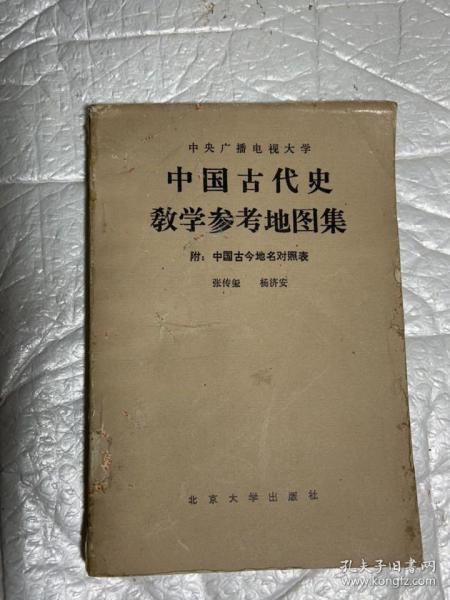 中央广播电视大学
中国古代史
教学参考地图集
附：中国古今地名对照表
张传玺 杨济安
北京大学出版社
孔夫子旧书网
www.kongfz.com